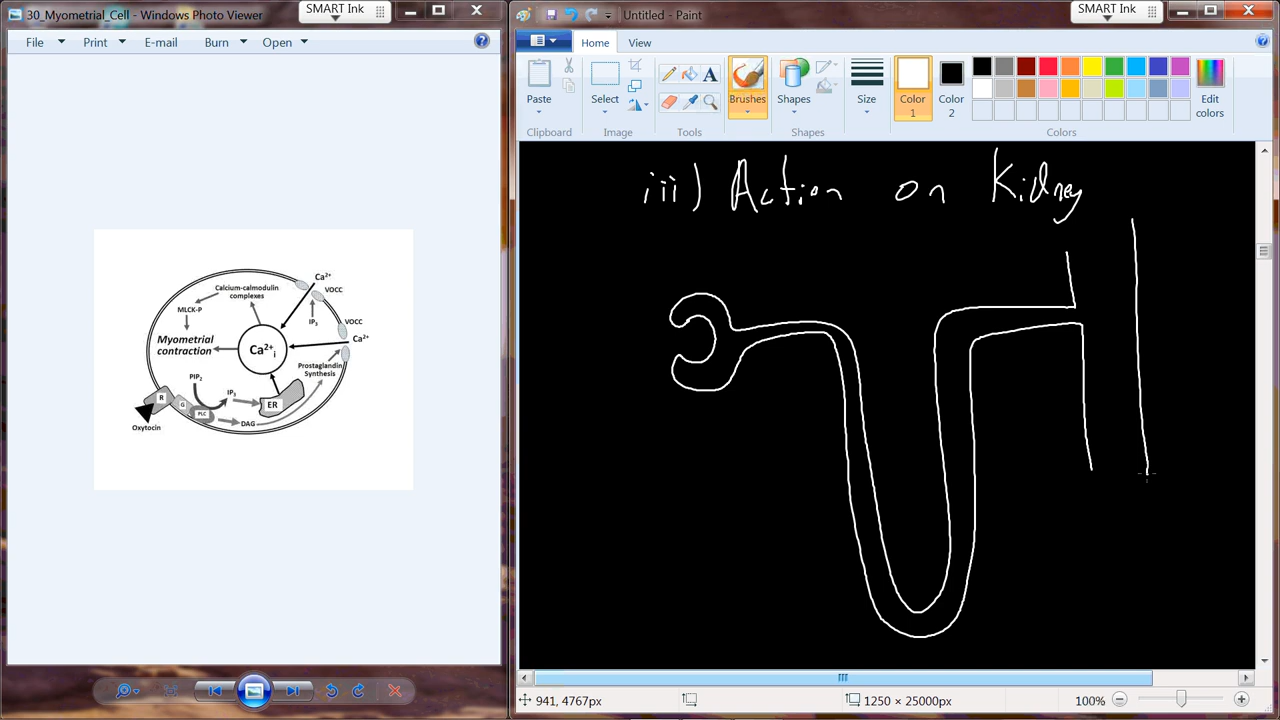 30_Myometrial_Cell - Windows Photo Viewer
SMART Ink
File Print E-mail Burn Open
Ca²⁺
Calcium-calmodulin
complexes
VOCC
MLCK-P
IP₃
VOCC
Myometrial
contraction
Ca²⁺i
Ca²⁺
Prostaglandin
Synthesis
PIP₂
IP₃
R
G
PLC
ER
DAG
Oxytocin
Untitled - Paint
SMART Ink
Home View
Paste
Select
Brushes
Shapes
Size
Color
1
Color
2
Edit
colors
Clipboard Image Tools Shapes Colors
iii) Action on Kidney
941, 4767px
1250 × 25000px
100%